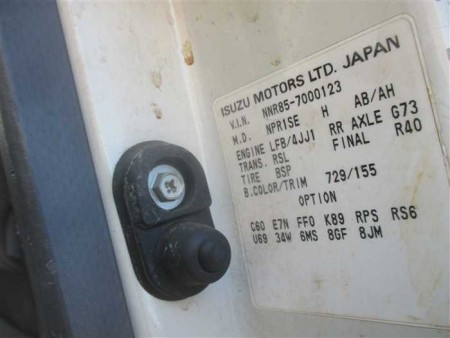 ISUZU MOTORS LTD. JAPAN
V.I.N. NNR85-7000123
M.D. NPR1SE H AB/AH
ENGINE LFB/4JJ1 RR AXLE G73
TRANS. RSL FINAL R40
TIRE BSP
B.COLOR/TRIM 729/155
OPTION
C60 E7N FF0 K89 RPS RS6
U69 34W 6MS 8GF 8JM